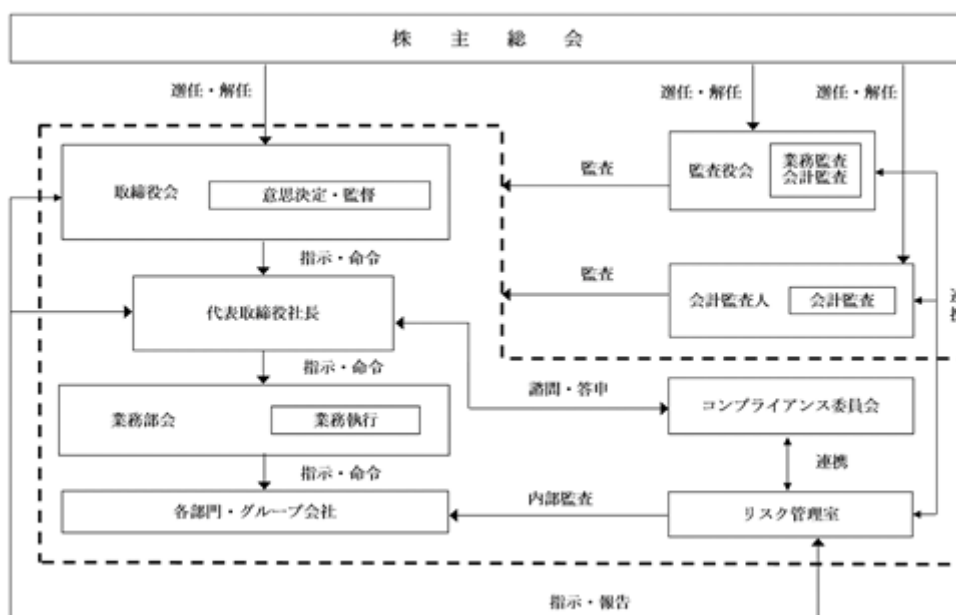 株主総会
選任・解任
選任・解任
選任・解任
取締役会
意思決定・監督
監査
監査役会
業務監査
会計監査
指示・命令
監査
会計監査人
会計監査
連携
代表取締役社長
指示・命令
諮問・答申
コンプライアンス委員会
業務部会
業務執行
指示・命令
連携
各部門・グループ会社
内部監査
リスク管理室
指示・報告